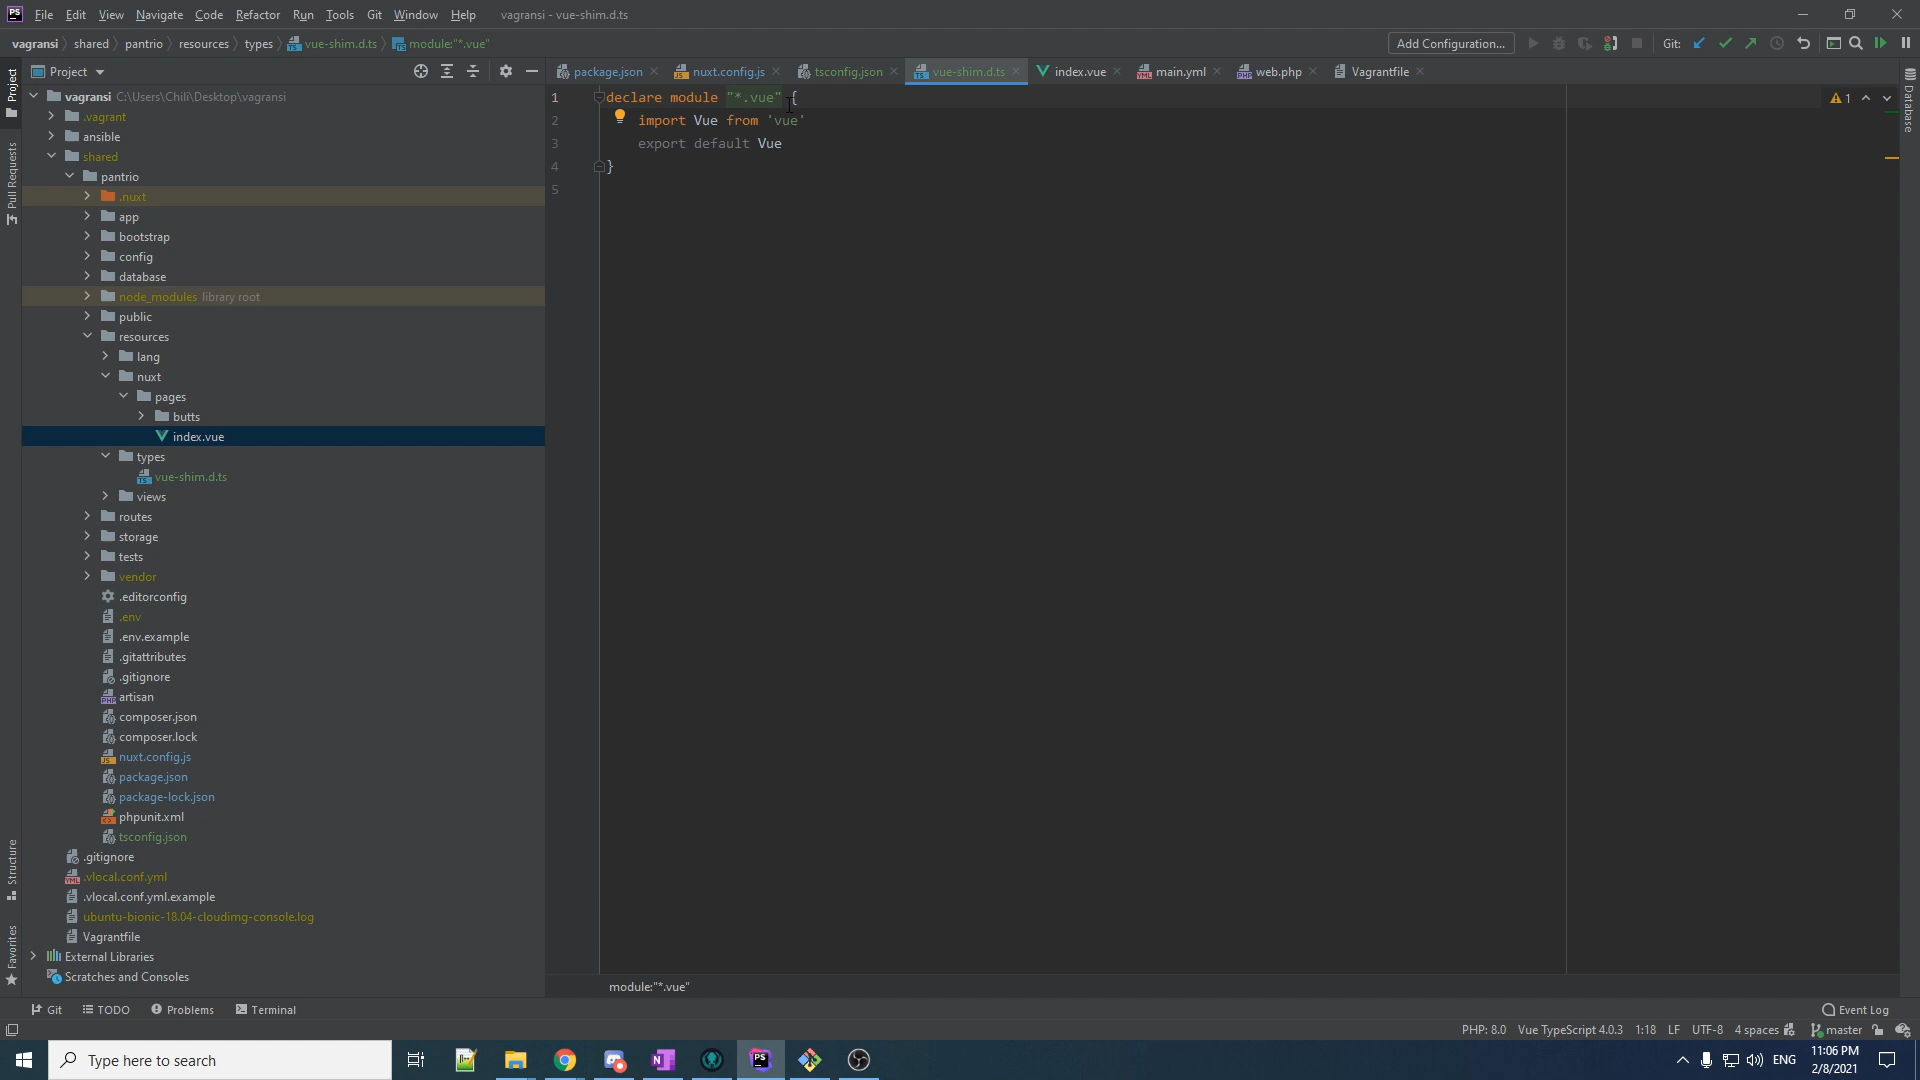 PS File Edit View Navigate Code Refactor Run Tools Git Window Help vagransi - vue-shim.d.ts
vagransi shared pantrio resources types vue-shim.d.ts module:"*.vue" Add Configuration... Git:
Project
package.json nuxt.config.js tsconfig.json vue-shim.d.ts index.vue main.yml web.php Vagrantfile
Project
Pull Requests
Structure
Favorites
Database
vagransi C:\Users\Chili\Desktop\vagransi
.vagrant
ansible
shared
pantrio
.nuxt
app
bootstrap
config
database
node_modules library root
public
resources
lang
nuxt
pages
butts
index.vue
types
vue-shim.d.ts
views
routes
storage
tests
vendor
.editorconfig
.env
.env.example
.gitattributes
.gitignore
artisan
composer.json
composer.lock
nuxt.config.js
package.json
package-lock.json
phpunit.xml
tsconfig.json
.gitignore
.vlocal.conf.yml
.vlocal.conf.yml.example
ubuntu-bionic-18.04-cloudimg-console.log
Vagrantfile
External Libraries
Scratches and Consoles
1 declare module "*.vue" {
2 import Vue from 'vue'
3 export default Vue
4 }
5
1
module:"*.vue"
Git TODO Problems Terminal Event Log
PHP: 8.0 Vue TypeScript 4.0.3 1:18 LF UTF-8 4 spaces master
Type here to search
ENG
11:06 PM
2/8/2021